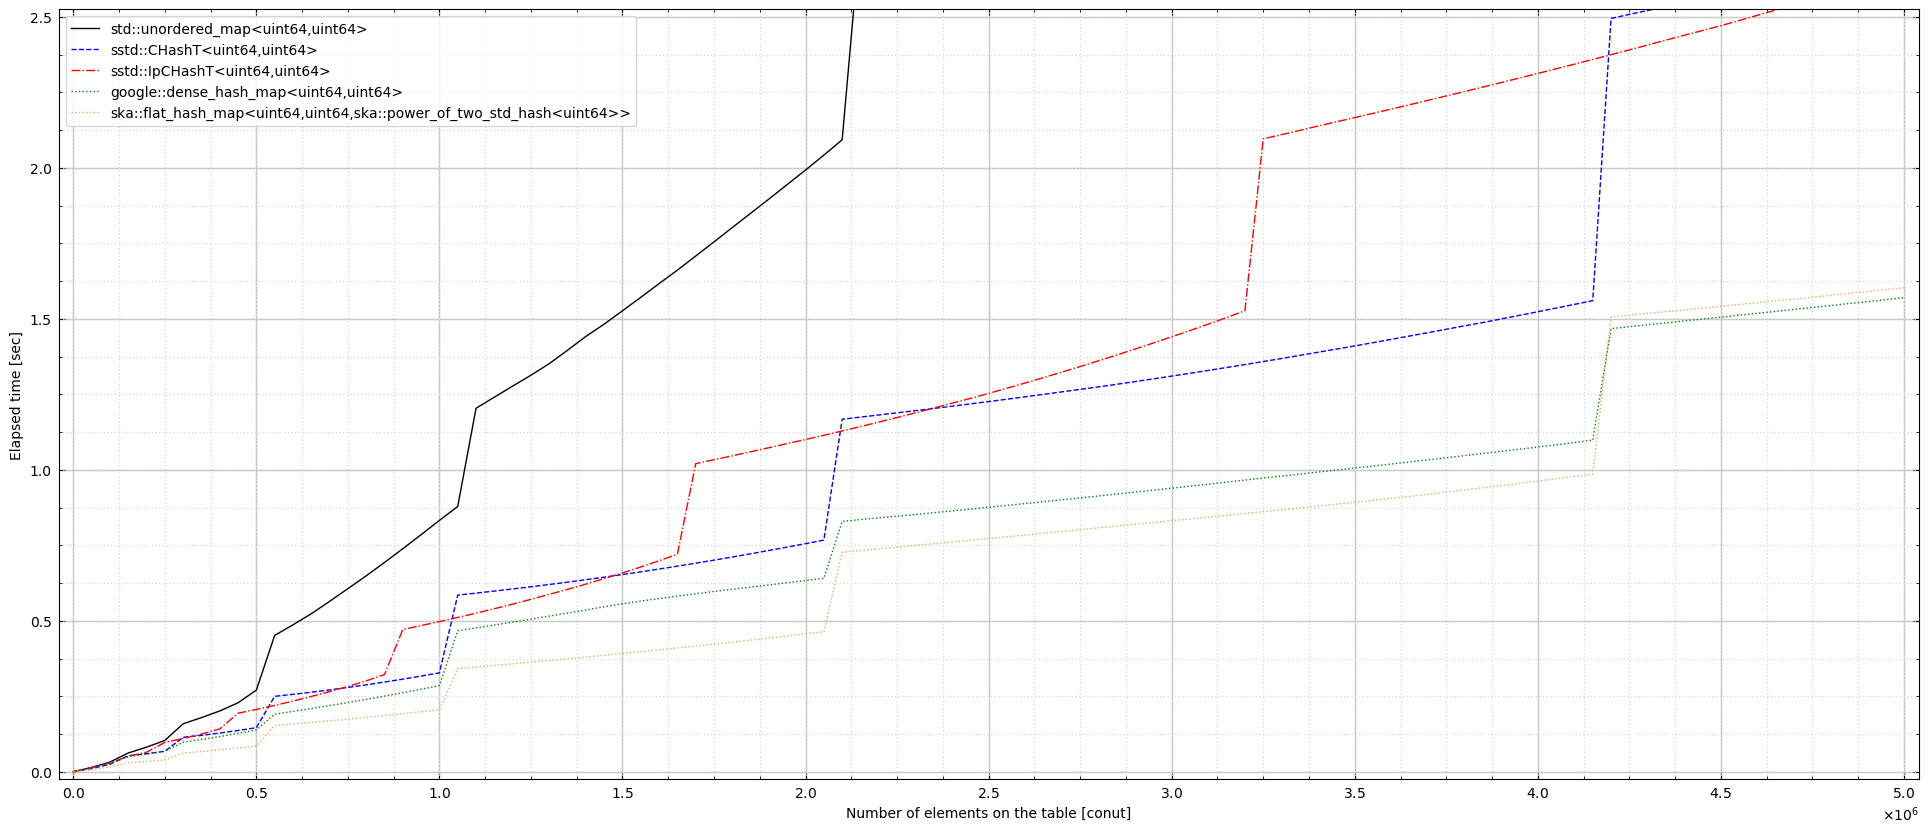 2.5
2.0
1.5
1.0
0.5
0.0
Elapsed time [sec]
std::unordered_map<uint64,uint64>
sstd::CHashT<uint64,uint64>
sstd::IpCHashT<uint64,uint64>
google::dense_hash_map<uint64,uint64>
ska::flat_hash_map<uint64,uint64,ska::power_of_two_std_hash<uint64>>
0.0 0.5 1.0 1.5 2.0 2.5 3.0 3.5 4.0 4.5 5.0
Number of elements on the table [conut]
×10⁶